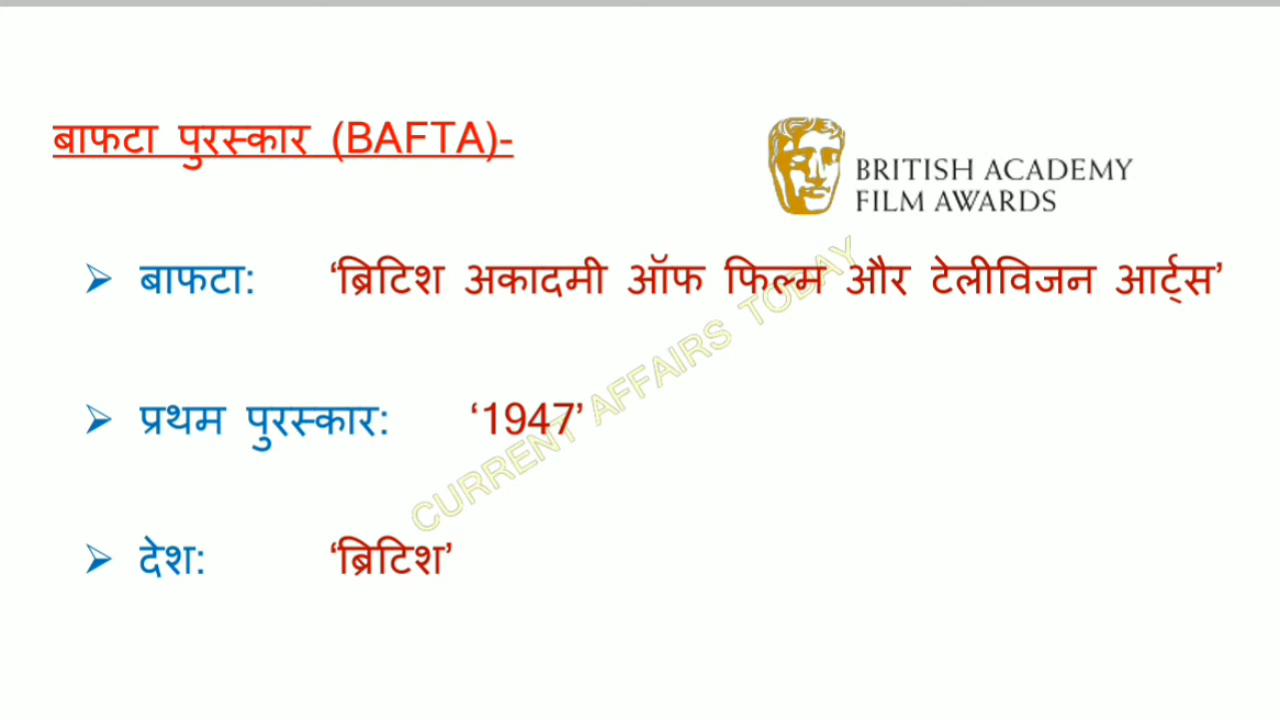 बाफटा पुरस्कार (BAFTA)-
BRITISH ACADEMY
FILM AWARDS
बाफटा: ‘ब्रिटिश अकादमी ऑफ फिल्म और टेलीविजन आर्ट्स’
प्रथम पुरस्कार: ‘1947’
देश: ‘ब्रिटिश’
CURRENT AFFAIRS TODAY